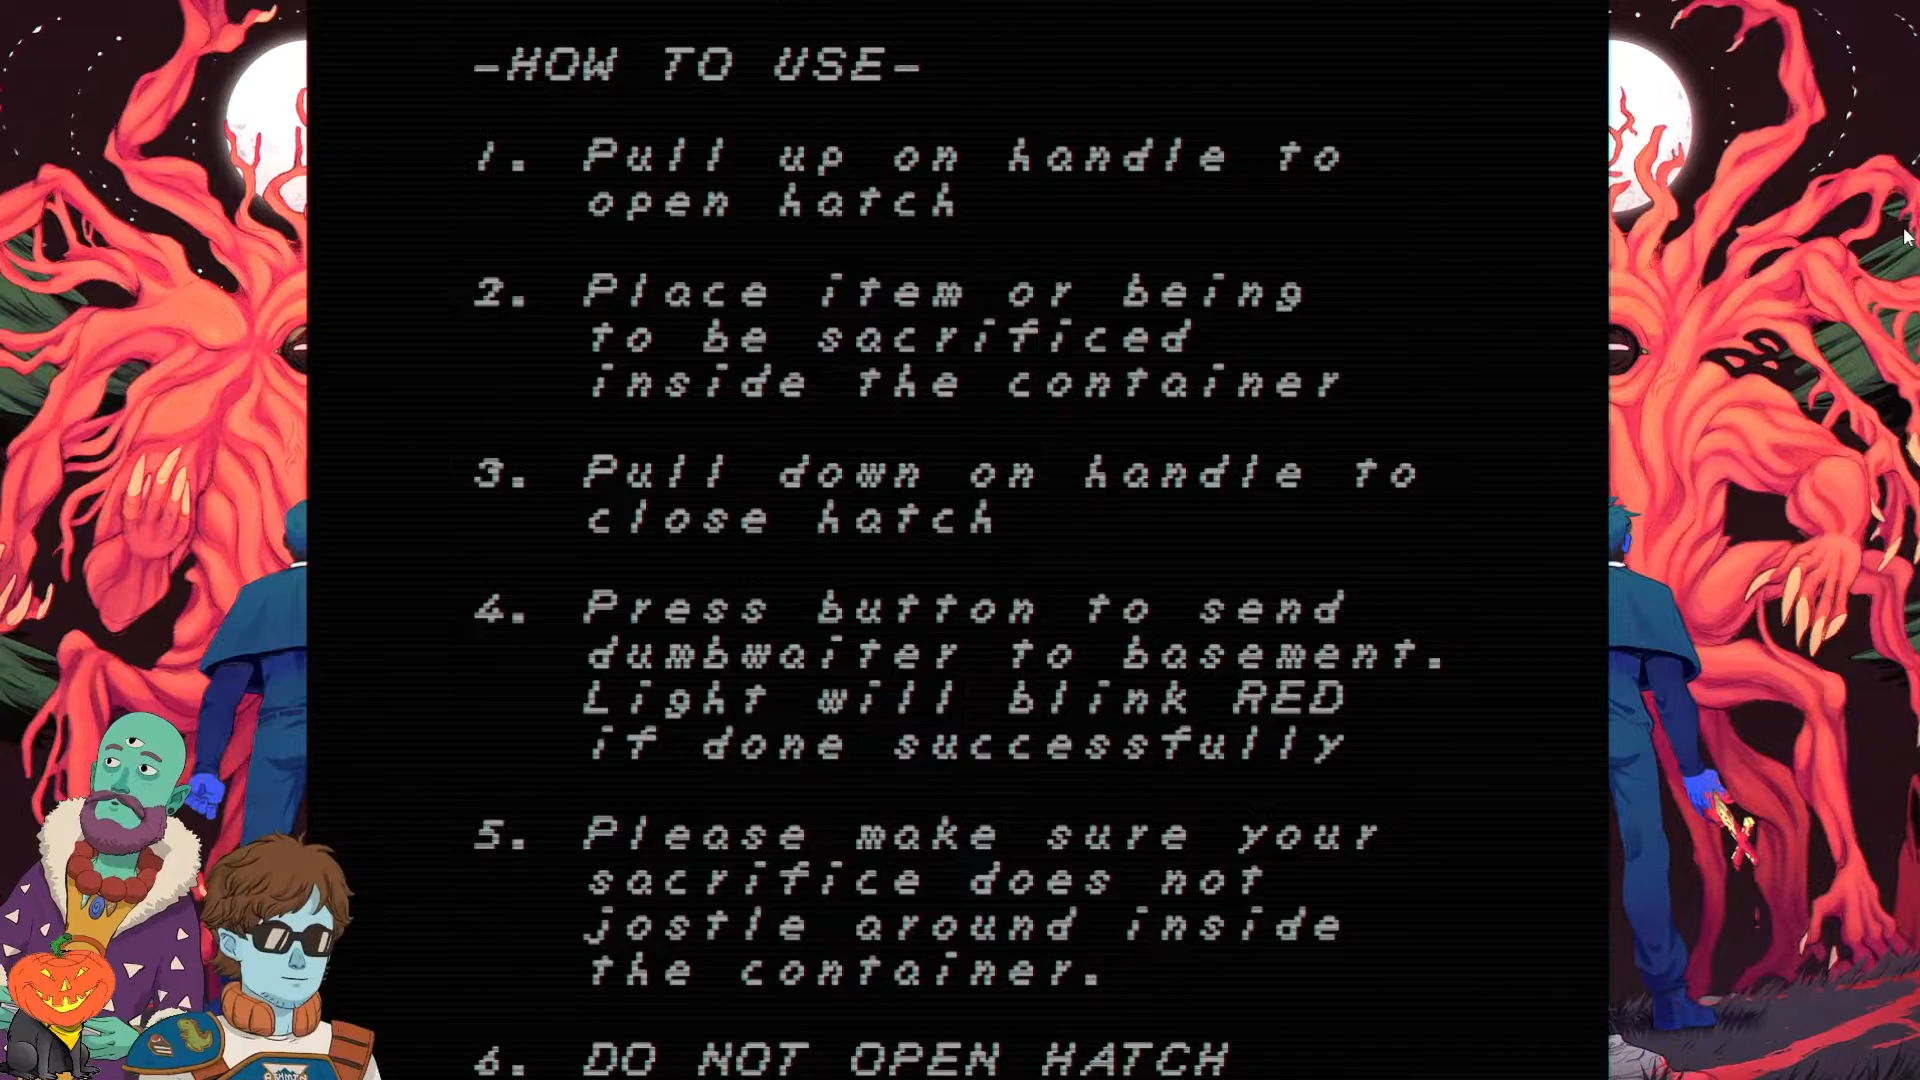 -HOW TO USE-
1. Pull up on handle to
open hatch
2. Place item or being
to be sacrificed
inside the container
3. Pull down on handle to
close hatch
4. Press button to send
dumbwaiter to basement.
Light will blink RED
if done successfully
5. Please make sure your
sacrifice does not
jostle around inside
the container.
6. DO NOT OPEN HATCH